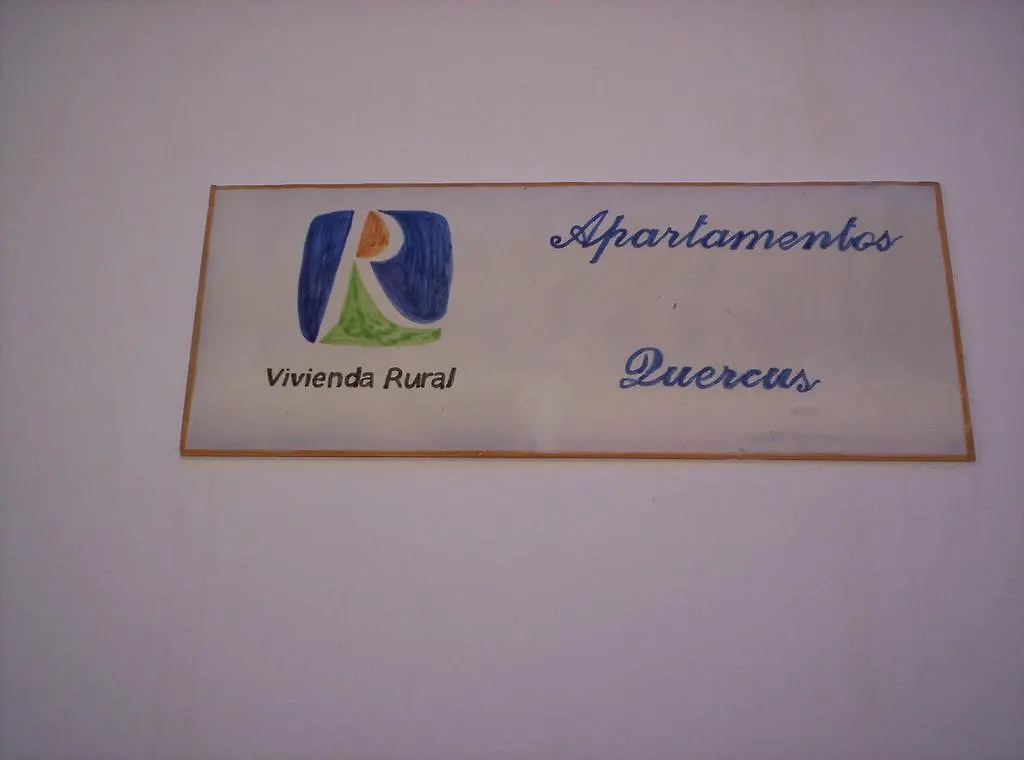 R
Vivienda Rural
Apartamentos
Quercus